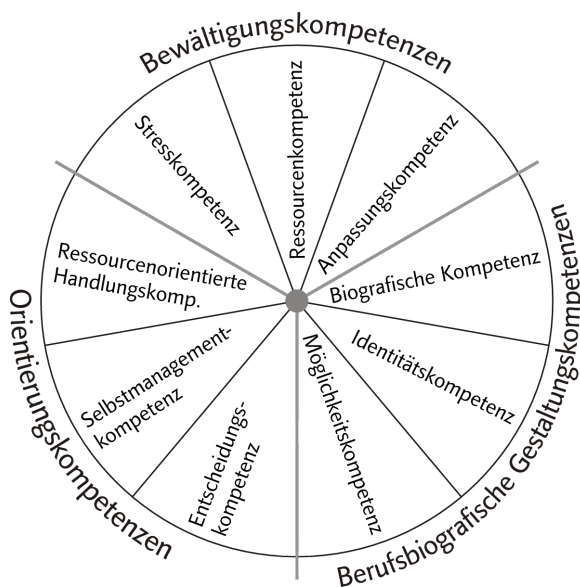 Bewältigungskompetenzen
Stresskompetenz
Ressourcenkompetenz
Anpassungskompetenz
Berufsbiografische Gestaltungskompetenzen
Biografische Kompetenz
Identitätskompetenz
Möglichkeitskompetenz
Orientierungskompetenzen
Ressourcenorientierte
Handlungskomp.
Selbstmanagement-
kompetenz
Entscheidungs-
kompetenz